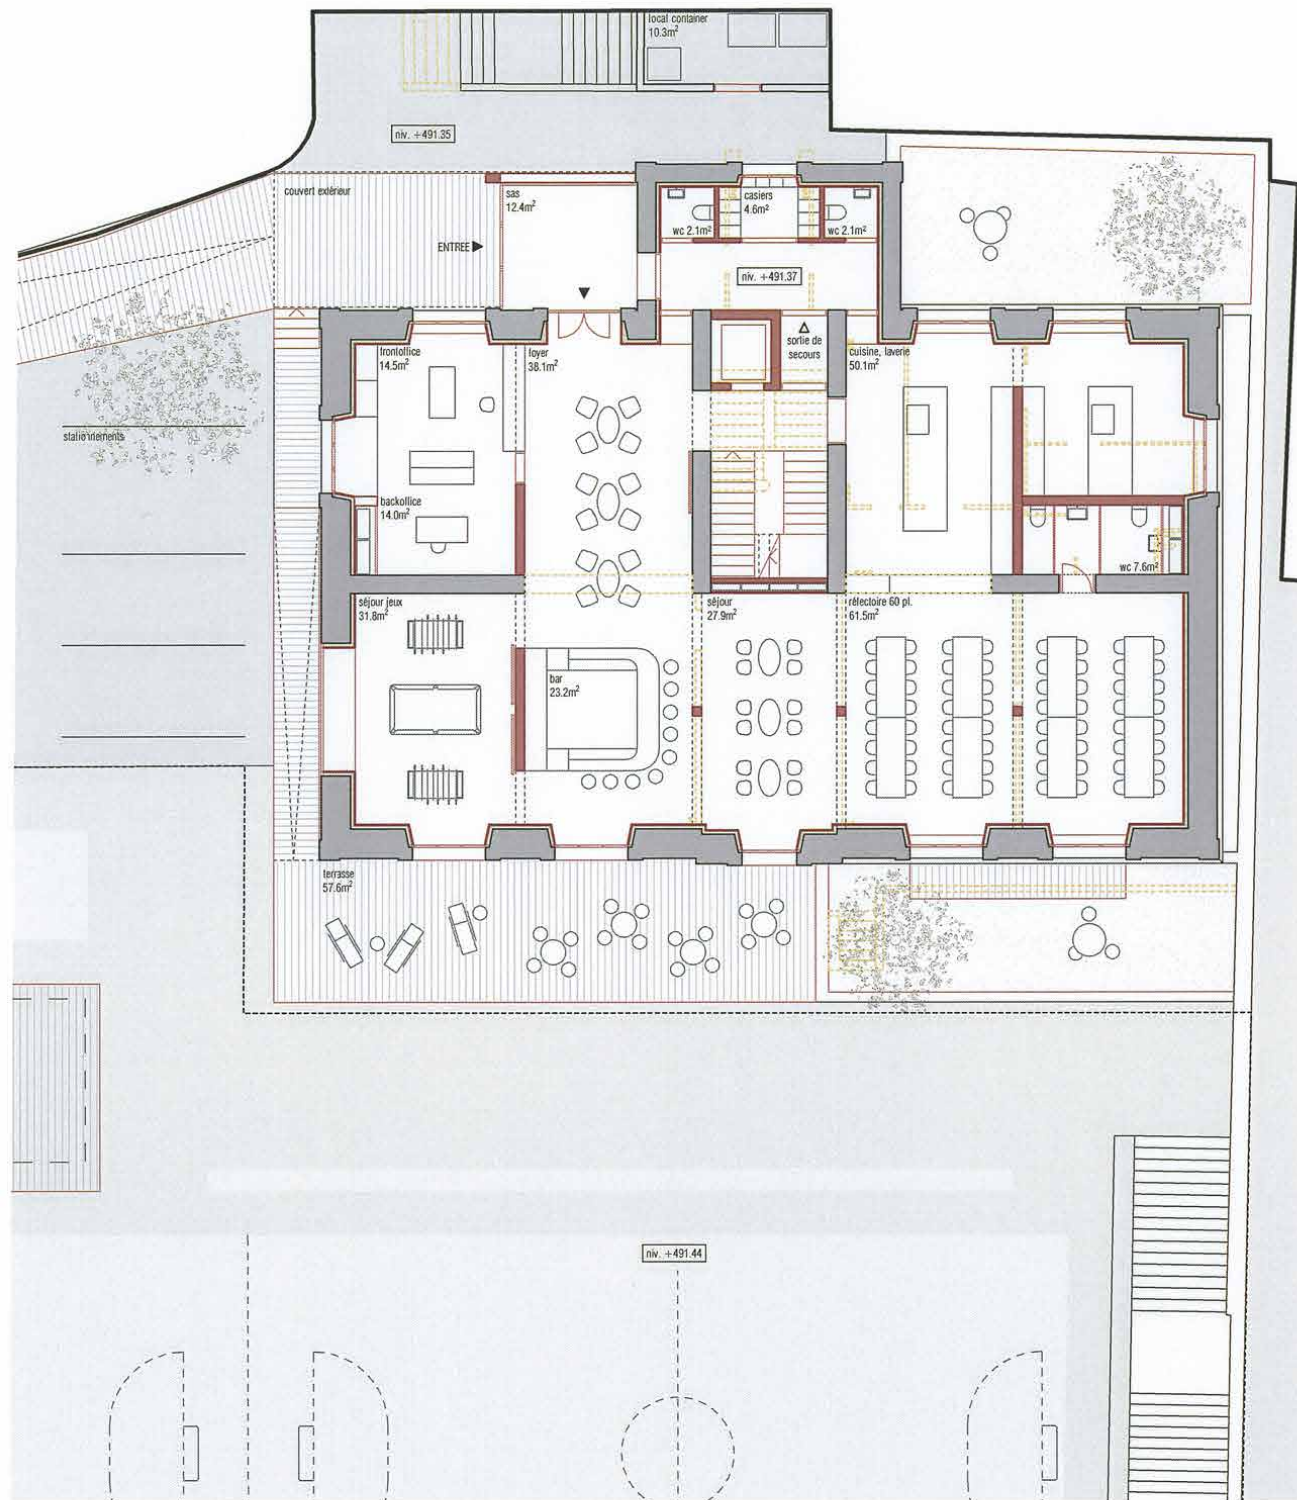 local container
10.3m²
niv. +491.35
couvert extérieur
sas
12.4m²
casiers
4.6m²
wc 2.1m²
wc 2.1m²
ENTREE
niv. +491.37
sortie de
secours
frontoffice
14.5m²
foyer
38.1m²
cuisine, laverie
50.1m²
stationnements
backoffice
14.0m²
wc 7.6m²
séjour jeux
31.8m²
séjour
27.9m²
réfectoire 60 pl.
61.5m²
bar
23.2m²
terrasse
57.6m²
niv. +491.44